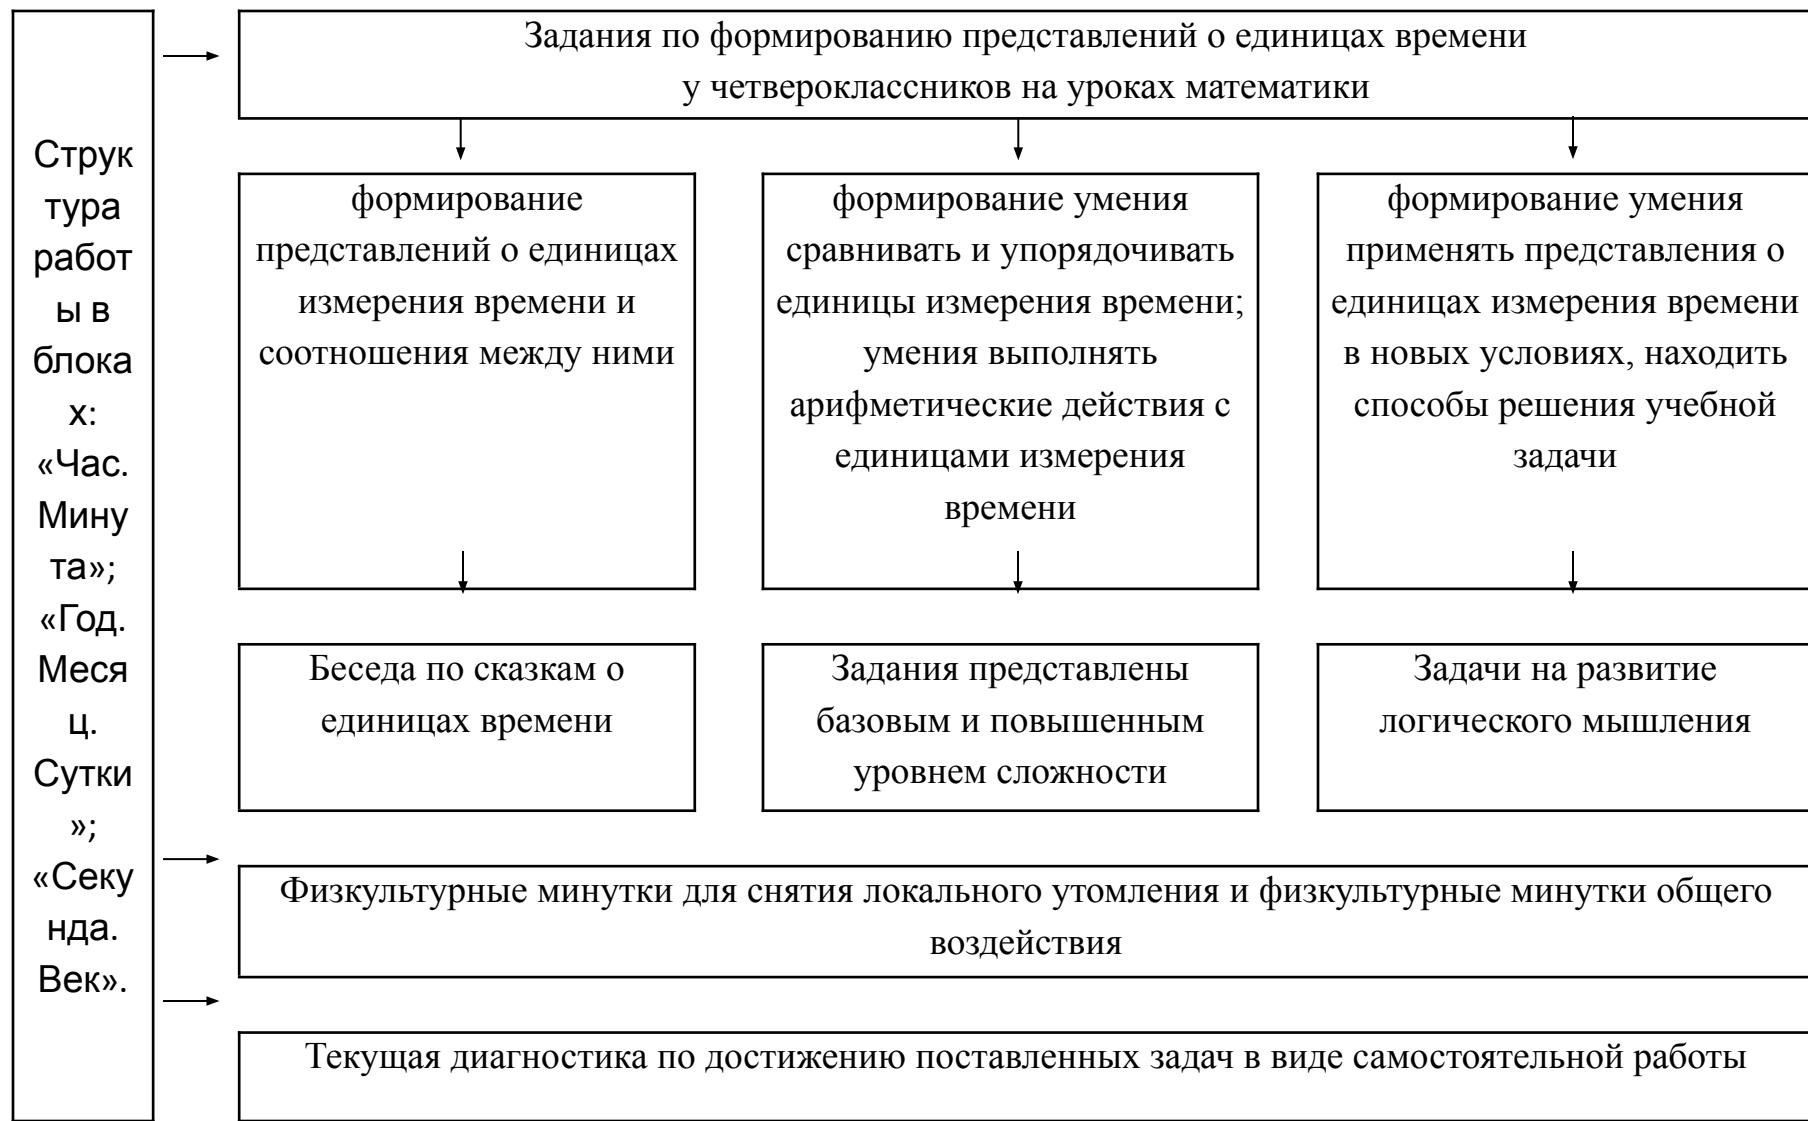 Струк
тура
работ
ы в
блока
х:
«Час.
Мину
та»;
«Год.
Меся
ц.
Сутки
»;
«Секу
нда.
Век».
Задания по формированию представлений о единицах времени
у четвероклассников на уроках математики
формирование
представлений о единицах
измерения времени и
соотношения между ними
формирование умения
сравнивать и упорядочивать
единицы измерения времени;
умения выполнять
арифметические действия с
единицами измерения
времени
формирование умения
применять представления о
единицах измерения времени
в новых условиях, находить
способы решения учебной
задачи
Беседа по сказкам о
единицах времени
Задания представлены
базовым и повышенным
уровнем сложности
Задачи на развитие
логического мышления
Физкультурные минутки для снятия локального утомления и физкультурные минутки общего
воздействия
Текущая диагностика по достижению поставленных задач в виде самостоятельной работы